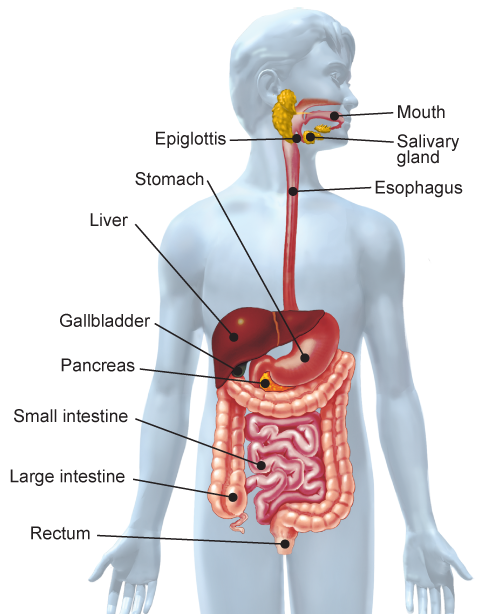 Mouth
Epiglottis
Salivary
gland
Stomach
Esophagus
Liver
Gallbladder
Pancreas
Small intestine
Large intestine
Rectum